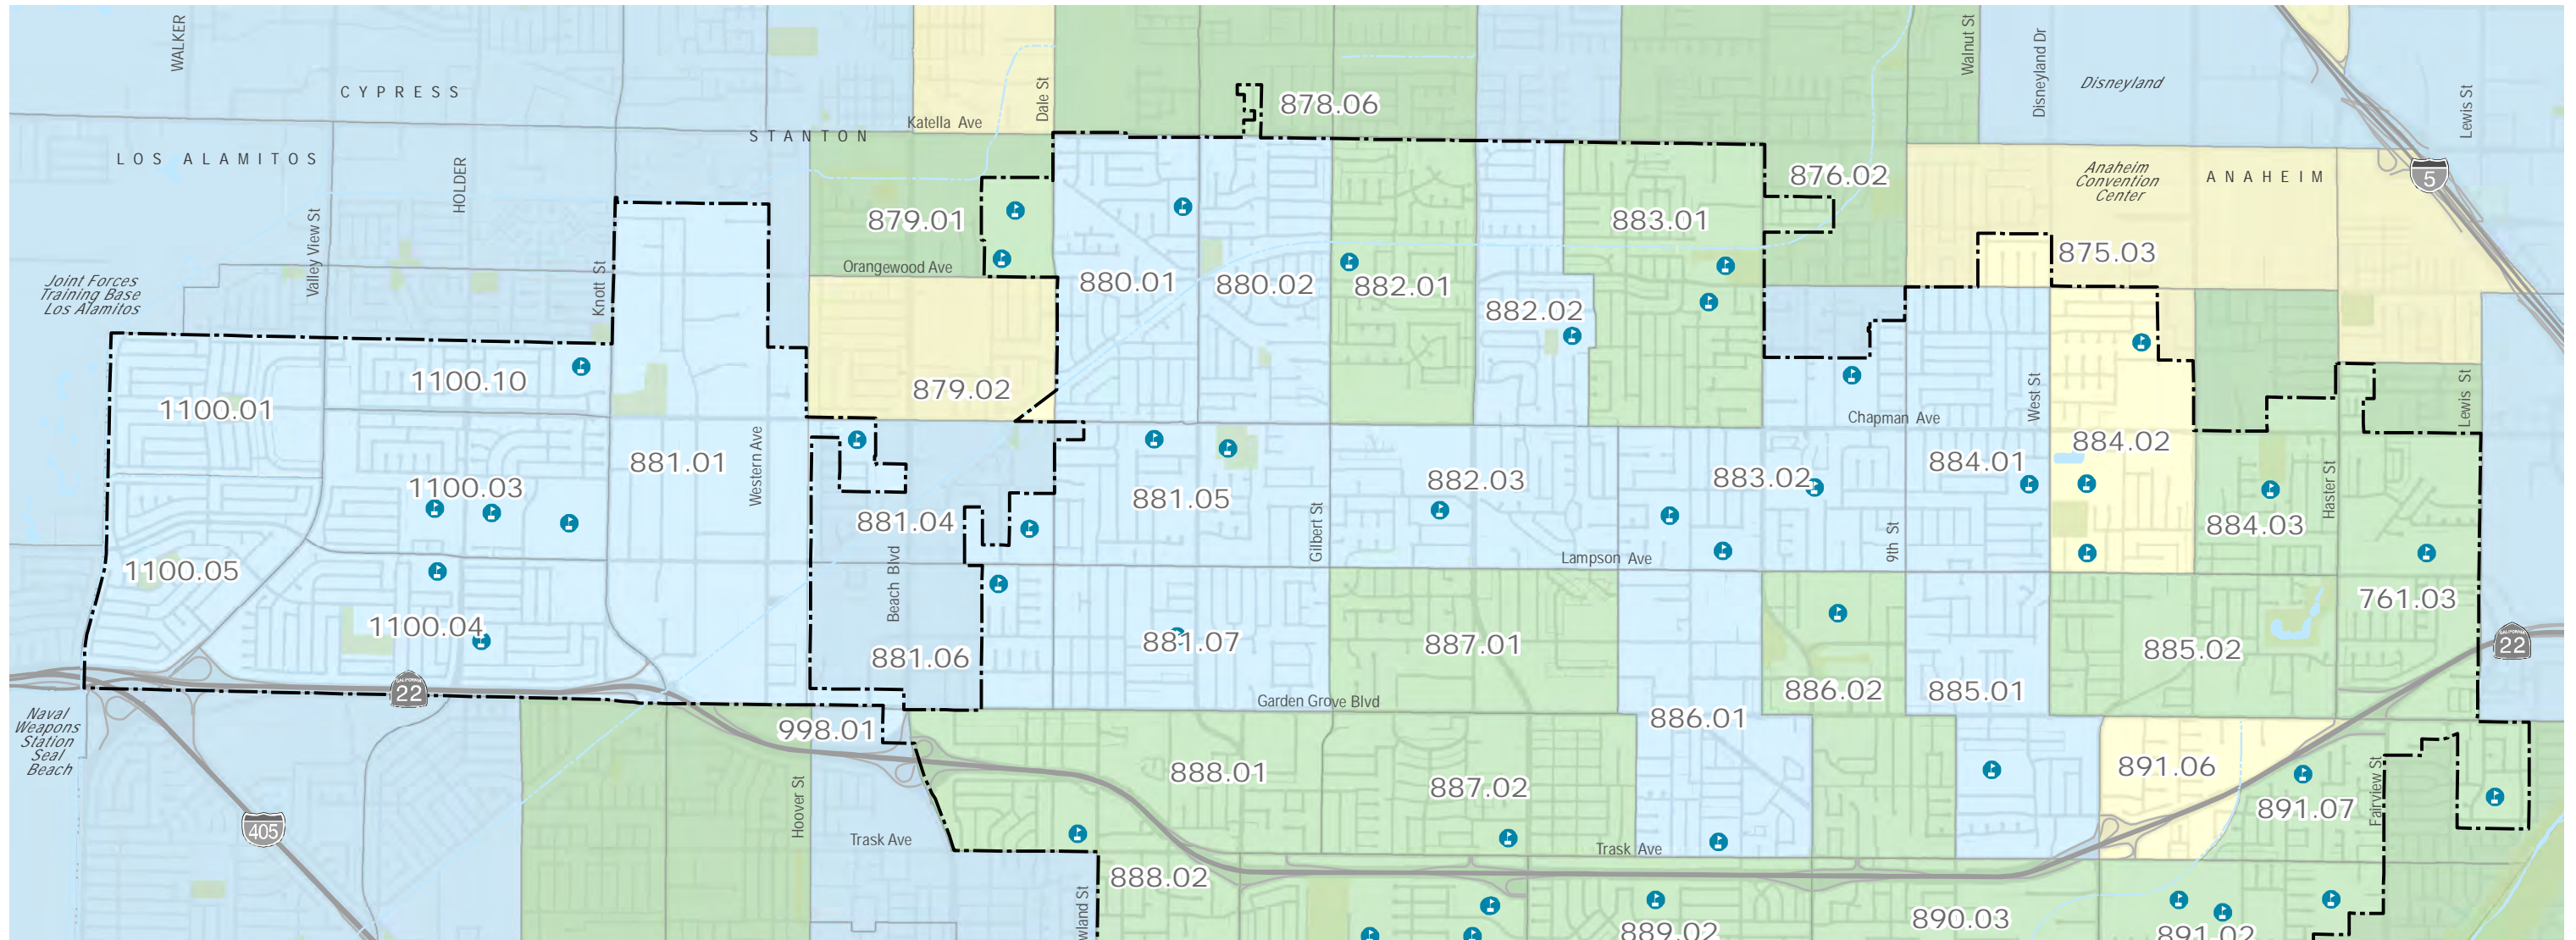 WALKER
CYPRESS
LOS ALAMITOS
HOLDER
Valley View St
Knott St
STANTON
Katella Ave
Dale St
878.06
Walnut St
Disneyland Dr
Disneyland
Lewis St
5
876.02
Anaheim
Convention
Center
ANAHEIM
879.01
883.01
Orangewood Ave
880.01
880.02
882.01
882.02
875.03
Joint Forces
Training Base
Los Alamitos
1100.01
1100.10
879.02
West St
Lewis St
Chapman Ave
881.01
Western Ave
1100.03
881.04
881.05
Gilbert St
882.03
883.02
884.01
884.02
Haster St
884.03
9th St
Lampson Ave
1100.05
Beach Blvd
1100.04
881.06
881.07
887.01
886.02
885.01
885.02
761.03
CALIFORNIA
22
CALIFORNIA
22
Garden Grove Blvd
Naval
Weapons
Station
Seal
Beach
998.01
886.01
888.01
887.02
891.06
891.07
Fairview St
405
Hoover St
Trask Ave
Trask Ave
888.02
wland St
889.02
890.03
891.02